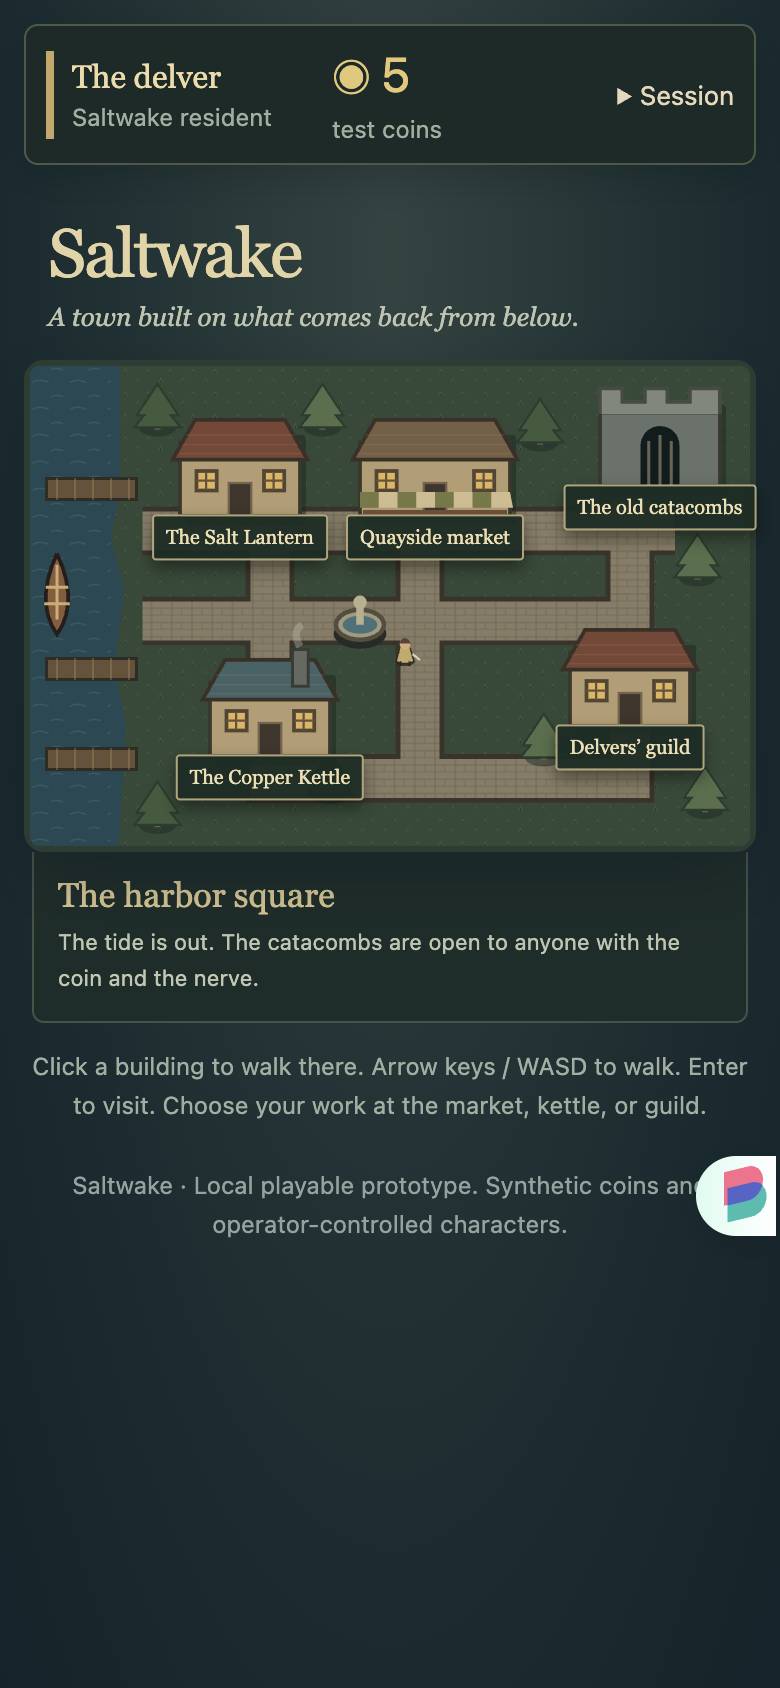 The delver
Saltwake resident
5
test coins
Session
Saltwake
A town built on what comes back from below.
The Salt Lantern
Quayside market
The old catacombs
The Copper Kettle
Delvers’ guild
The harbor square
The tide is out. The catacombs are open to anyone with the
coin and the nerve.
Click a building to walk there. Arrow keys / WASD to walk. Enter
to visit. Choose your work at the market, kettle, or guild.
Saltwake · Local playable prototype. Synthetic coins and
operator-controlled characters.